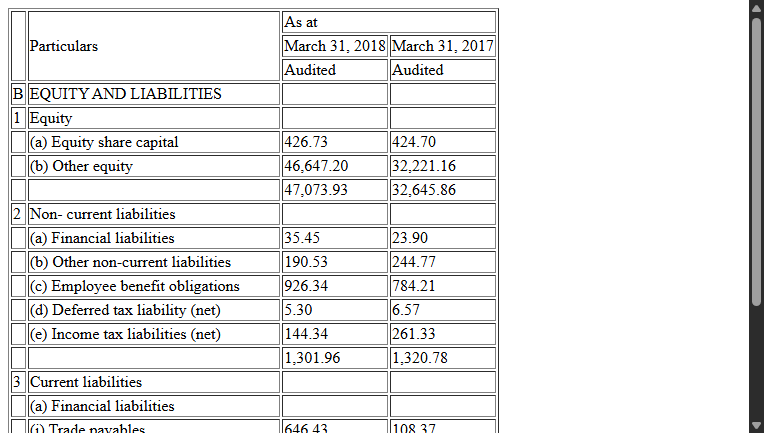 As at
Particulars March 31, 2018 March 31, 2017
Audited Audited
B EQUITY AND LIABILITIES
1 Equity
(a) Equity share capital 426.73 424.70
(b) Other equity 46,647.20 32,221.16
47,073.93 32,645.86
2 Non- current liabilities
(a) Financial liabilities 35.45 23.90
(b) Other non-current liabilities 190.53 244.77
(c) Employee benefit obligations 926.34 784.21
(d) Deferred tax liability (net) 5.30 6.57
(e) Income tax liabilities (net) 144.34 261.33
1,301.96 1,320.78
3 Current liabilities
(a) Financial liabilities
(i) Trade payables 646.43 108.37